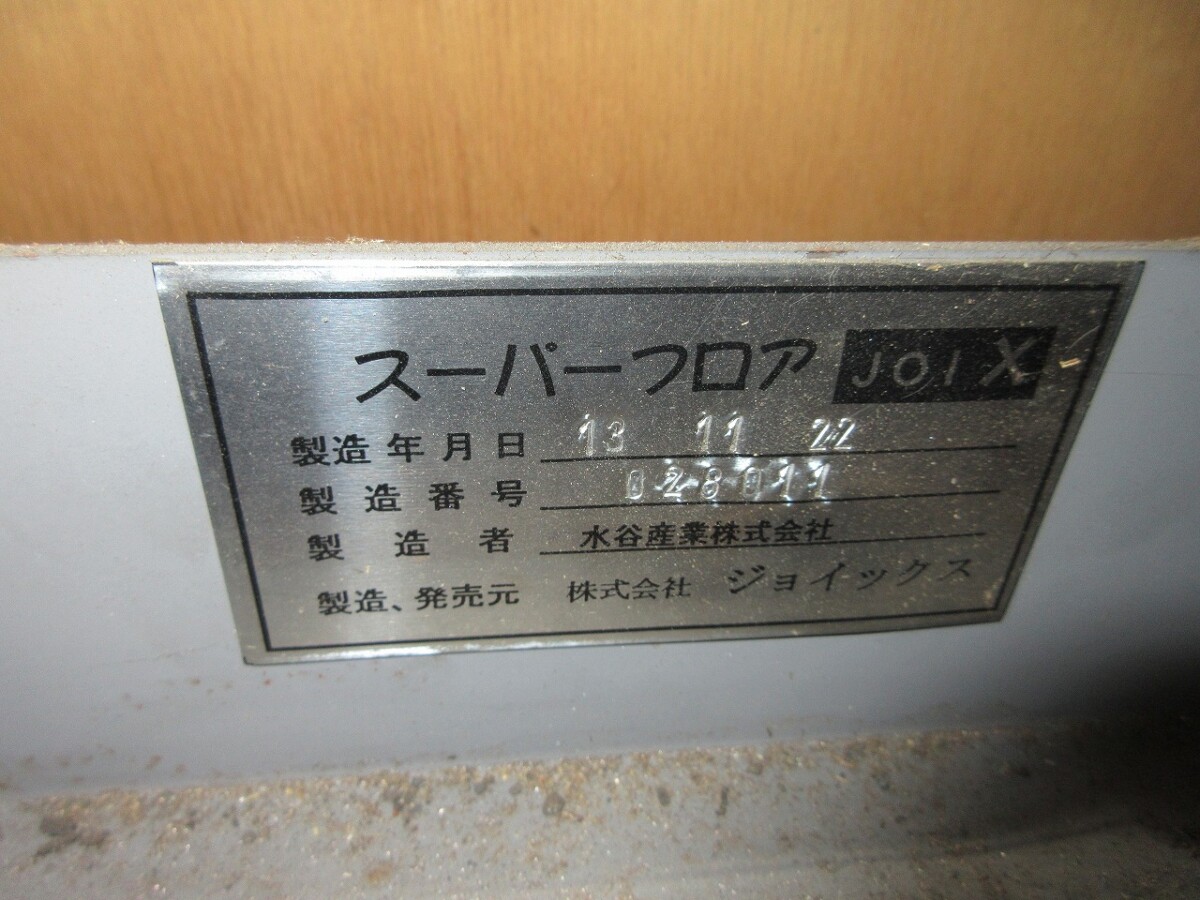 スーパーフロア JOIX
製造年月日 13 11 22
製造番号 028011
製造者 水谷産業株式会社
製造、発売元 株式会社 ジョイックス